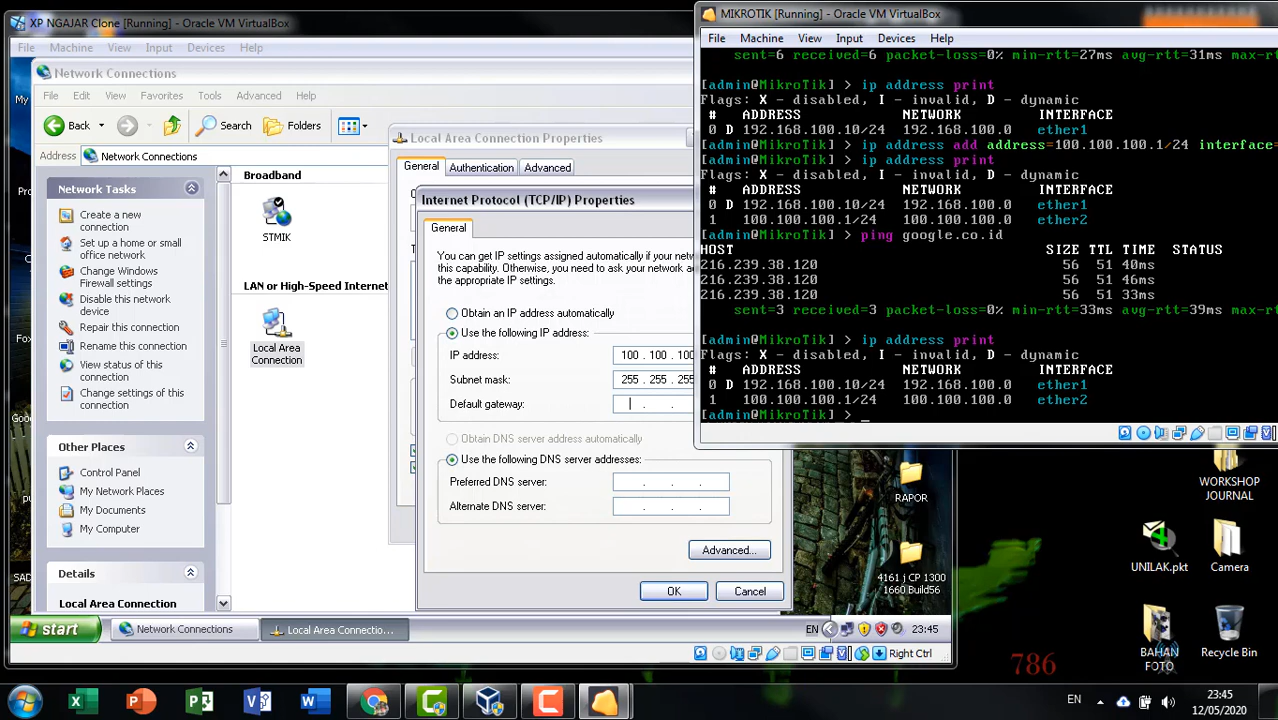 XP NGAJAR Clone [Running] - Oracle VM VirtualBox
File Machine View Input Devices Help
Network Connections
File Edit View Favorites Tools Advanced Help
Back Search Folders
Address Network Connections
Network Tasks
Create a new connection
Set up a home or small office network
Change Windows Firewall settings
Disable this network device
Repair this connection
Rename this connection
View status of this connection
Change settings of this connection
Other Places
Control Panel
My Network Places
My Documents
My Computer
Details
Local Area Connection
Broadband
STMIK
LAN or High-Speed Internet
Local Area Connection
Local Area Connection Properties
General Authentication Advanced
Internet Protocol (TCP/IP) Properties
General
You can get IP settings assigned automatically if your
this capability. Otherwise, you need to ask your network
the appropriate IP settings.
Obtain an IP address automatically
Use the following IP address:
IP address: 100 . 100 . 100
Subnet mask: 255 . 255 . 255
Default gateway: . .
Obtain DNS server address automatically
Use the following DNS server addresses:
Preferred DNS server: . . .
Alternate DNS server: . . .
Advanced...
OK Cancel
MIKROTIK [Running] - Oracle VM VirtualBox
File Machine View Input Devices Help
sent=6 received=6 packet-loss=0% min-rtt=27ms avg-rtt=31ms max-r
[admin@MikroTik] > ip address print
Flags: X - disabled, I - invalid, D - dynamic
# ADDRESS NETWORK INTERFACE
0 D 192.168.100.10/24 192.168.100.0 ether1
[admin@MikroTik] > ip address add address=100.100.100.1/24 interface=
[admin@MikroTik] > ip address print
Flags: X - disabled, I - invalid, D - dynamic
# ADDRESS NETWORK INTERFACE
0 D 192.168.100.10/24 192.168.100.0 ether1
1 100.100.100.1/24 100.100.100.0 ether2
[admin@MikroTik] > ping google.co.id
HOST SIZE TTL TIME STATUS
216.239.38.120 56 51 40ms
216.239.38.120 56 51 46ms
216.239.38.120 56 51 33ms
sent=3 received=3 packet-loss=0% min-rtt=33ms avg-rtt=39ms max-r
[admin@MikroTik] > ip address print
Flags: X - disabled, I - invalid, D - dynamic
# ADDRESS NETWORK INTERFACE
0 D 192.168.100.10/24 192.168.100.0 ether1
1 100.100.100.1/24 100.100.100.0 ether2
[admin@MikroTik] > _
RAPOR
4161 j CP 1300
1660 Build56
WORKSHOP
JOURNAL
UNILAK.pkt
Camera
BAHAN
FOTO
Recycle Bin
786
start Network Connections Local Area Connectio... EN 23:45
Right Ctrl
EN 23:45
12/05/2020